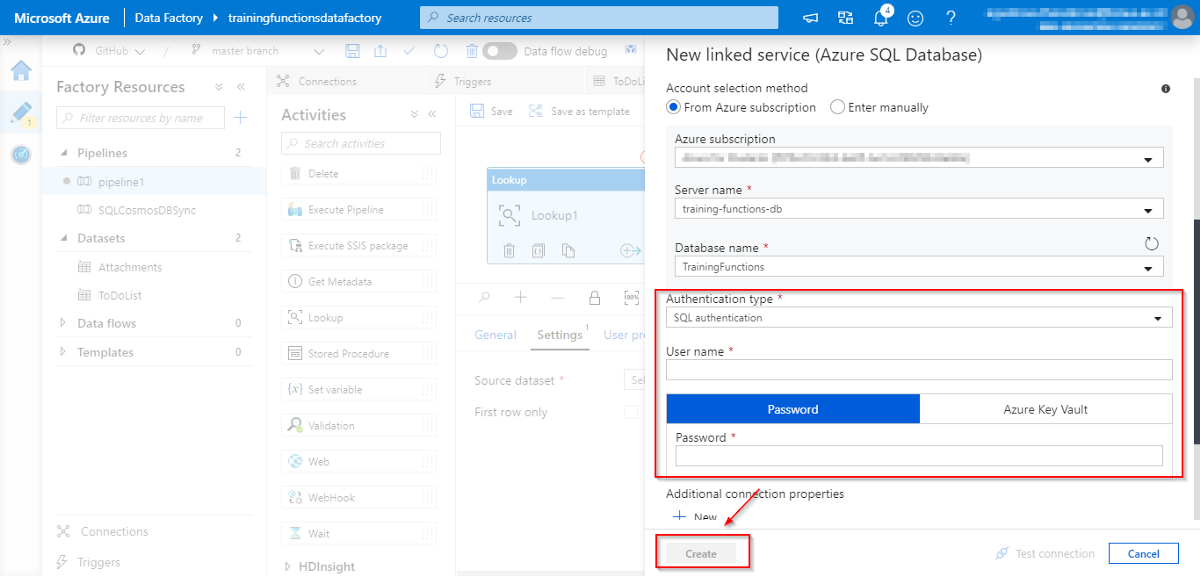 Microsoft Azure Data Factory trainingfunctionsdatafactory Search resources 4 ?
GitHub / master branch Data flow debug
Factory Resources
Filter resources by name
1
Pipelines 2
pipeline1
SQLCosmosDBSync
Datasets 2
Attachments
ToDoList
Data flows 0
Templates 0
Connections
Triggers
Connections Triggers ToDoLi
Activities
Search activities
Delete
Execute Pipeline
Execute SSIS package
Get Metadata
Lookup
Stored Procedure
{x} Set variable
Validation
Web
WebHook
Wait
HDInsight
Save Save as template
Lookup
Lookup1
100%
General Settings 1 User pr
Source dataset * Sel
First row only
New linked service (Azure SQL Database)
Account selection method
From Azure subscription Enter manually
Azure subscription
Server name *
training-functions-db
Database name *
TrainingFunctions
Authentication type *
SQL authentication
User name *
Password Azure Key Vault
Password *
Additional connection properties
New
Create Test connection Cancel